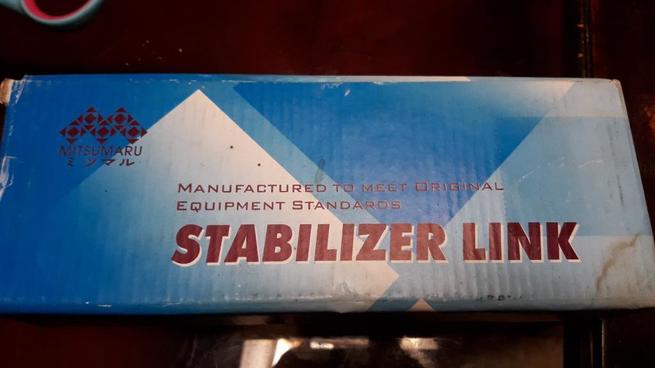 MITSUMARU
ミツマル
MANUFACTURED TO MEET ORIGINAL
EQUIPMENT STANDARDS
STABILIZER LINK